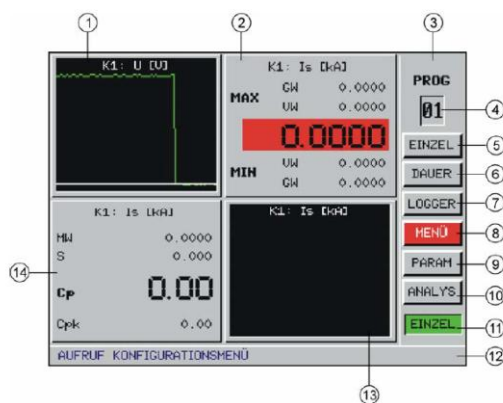 1
2
3
K1: U [V]
K1: Is [kA]
GW 0.0000
MAX
VW 0.0000
0.0000
VW 0.0000
MIN
GW 0.0000
PROG
01
4
EINZEL
5
DAUER
6
LOGGER
7
MENÜ
8
PARAM
9
ANALYS
10
EINZEL
11
K1: Is [kA]
MW 0.0000
S 0.000
Cp 0.00
Cpk 0.00
14
K1: Is [kA]
AUFRUF KONFIGURATIONSMENÜ
12
13